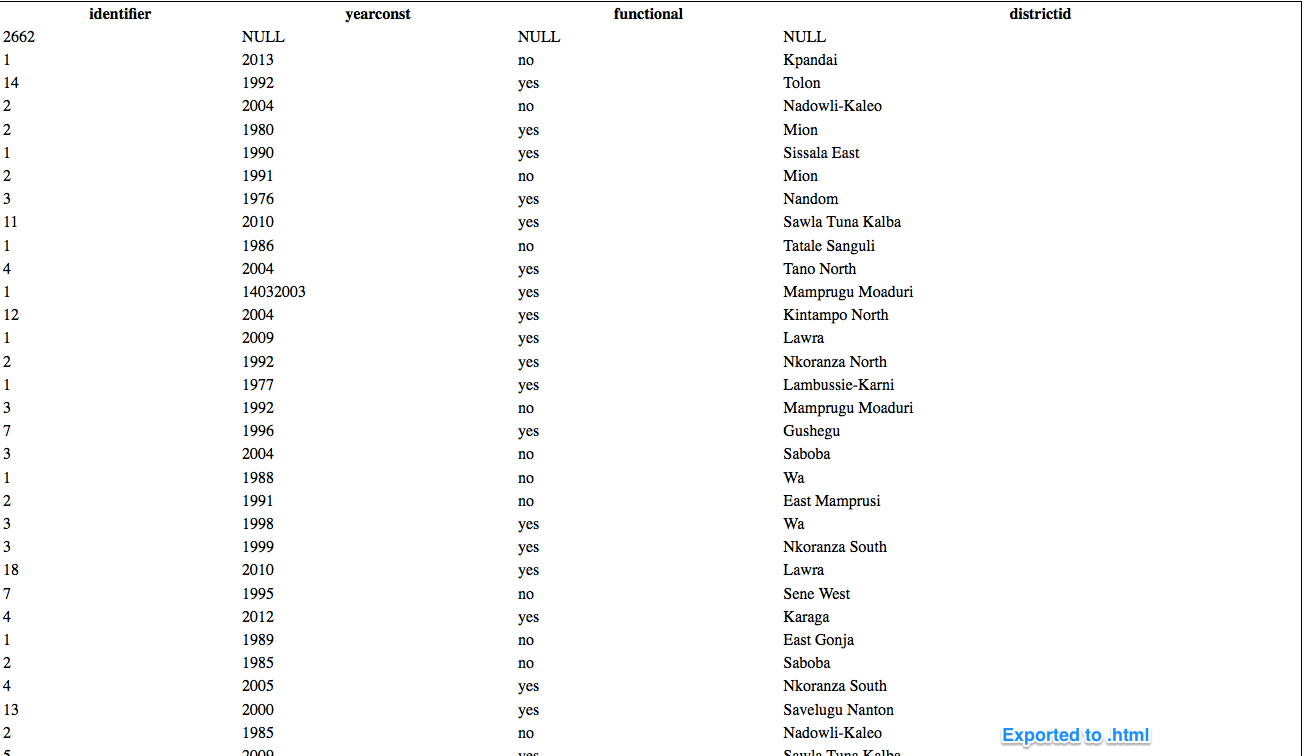 identifier yearconst functional districtid
2662 NULL NULL NULL
1 2013 no Kpandai
14 1992 yes Tolon
2 2004 no Nadowli-Kaleo
2 1980 yes Mion
1 1990 yes Sissala East
2 1991 no Mion
3 1976 yes Nandom
11 2010 yes Sawla Tuna Kalba
1 1986 no Tatale Sanguli
4 2004 yes Tano North
1 14032003 yes Mamprugu Moaduri
12 2004 yes Kintampo North
1 2009 yes Lawra
2 1992 yes Nkoranza North
1 1977 yes Lambussie-Karni
3 1992 no Mamprugu Moaduri
7 1996 yes Gushegu
3 2004 no Saboba
1 1988 no Wa
2 1991 no East Mamprusi
3 1998 yes Wa
3 1999 yes Nkoranza South
18 2010 yes Lawra
7 1995 no Sene West
4 2012 yes Karaga
1 1989 no East Gonja
2 1985 no Saboba
4 2005 yes Nkoranza South
13 2000 yes Savelugu Nanton
2 1985 no Nadowli-Kaleo
Exported to .html
5 2009 yes Sawla Tuna Kalba